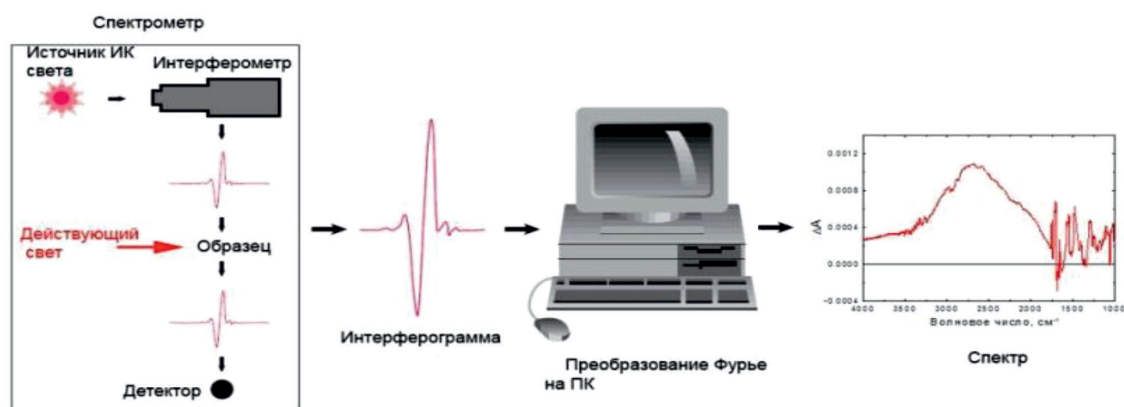 Спектрометр
Источник ИК
света
Интерферометр
Действующий
свет
Образец
Детектор
Интерферограмма
Преобразование Фурье
на ПК
ΔA
0.0012
0.0008
0.0004
0.0000
-0.0004
4000 3500 3000 2500 2000 1500 1000
Волновое число, см⁻¹
Спектр